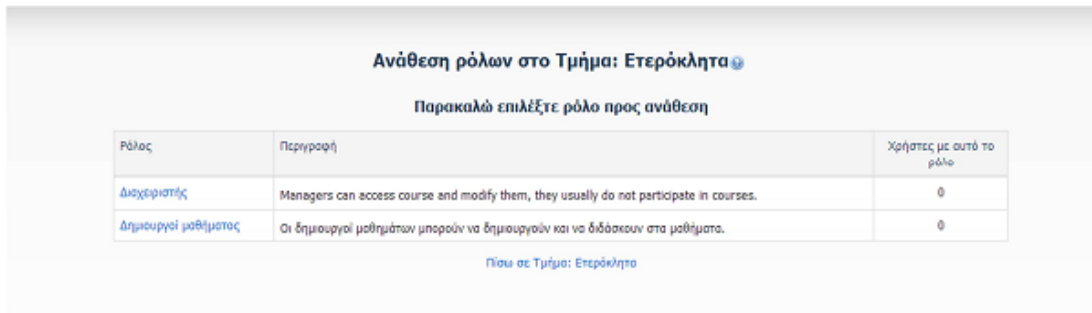 Ανάθεση ρόλων στο Τμήμα: Ετερόκλητα
Παρακαλώ επιλέξτε ρόλο προς ανάθεση
Ρόλος Περιγραφή Χρήστες με αυτό το
ρόλο
Διαχειριστής Managers can access course and modify them, they usually do not participate in courses. 0
Δημιουργοί μαθήματος Οι δημιουργοί μαθημάτων μπορούν να δημιουργούν και να διδάσκουν στα μαθήματα. 0
Πίσω σε Τμήμα: Ετερόκλητα